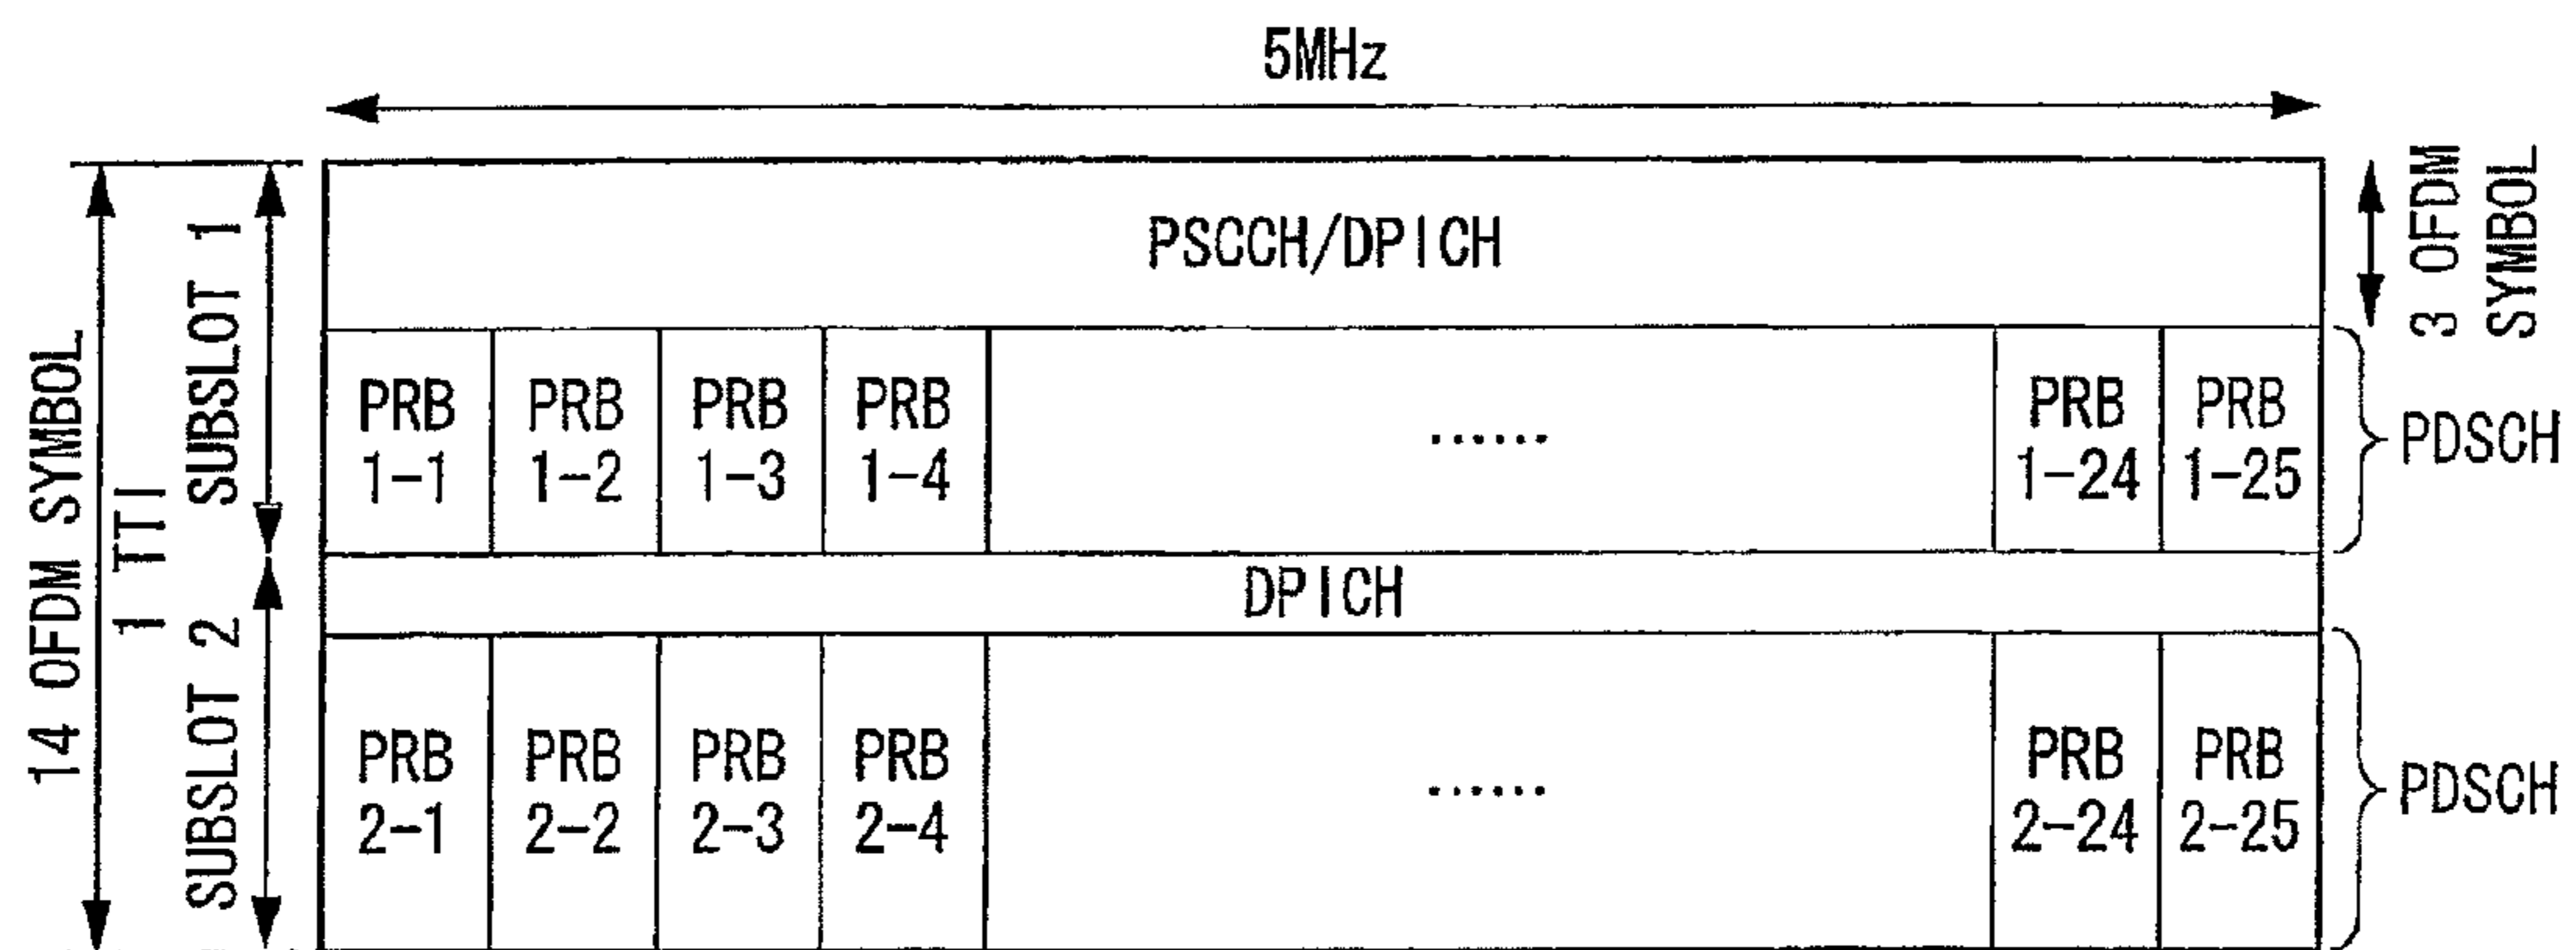 5MHz
14 OFDM SYMBOL
1 TTI
SUBSLOT 1
SUBSLOT 2
PSCCH/DPICH
3 OFDM
SYMBOL
PRB
1-1
PRB
1-2
PRB
1-3
PRB
1-4
......
PRB
1-24
PRB
1-25
PDSCH
DPICH
PRB
2-1
PRB
2-2
PRB
2-3
PRB
2-4
......
PRB
2-24
PRB
2-25
PDSCH